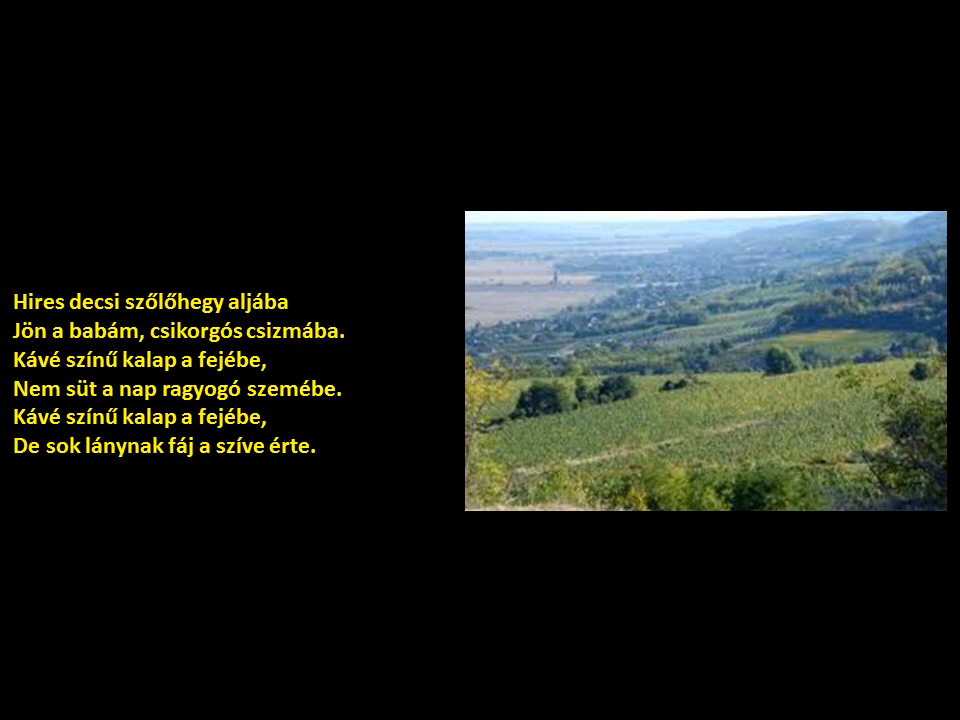 Hires decsi szőlőhegy aljába
Jön a babám, csikorgós csizmába.
Kávé színű kalap a fejébe,
Nem süt a nap ragyogó szemébe.
Kávé színű kalap a fejébe,
De sok lánynak fáj a szíve érte.